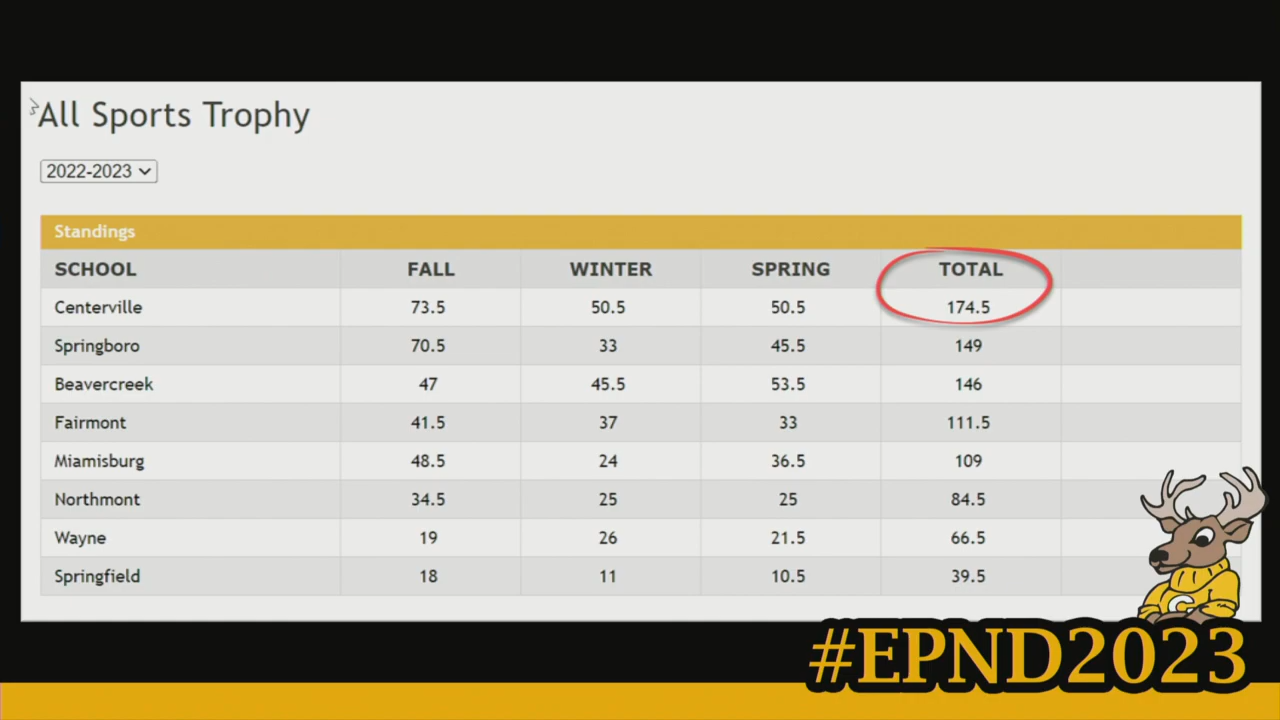 All Sports Trophy
2022-2023
Standings
SCHOOL FALL WINTER SPRING TOTAL
Centerville 73.5 50.5 50.5 174.5
Springboro 70.5 33 45.5 149
Beavercreek 47 45.5 53.5 146
Fairmont 41.5 37 33 111.5
Miamisburg 48.5 24 36.5 109
Northmont 34.5 25 25 84.5
Wayne 19 26 21.5 66.5
Springfield 18 11 10.5 39.5
C
#EPND2023